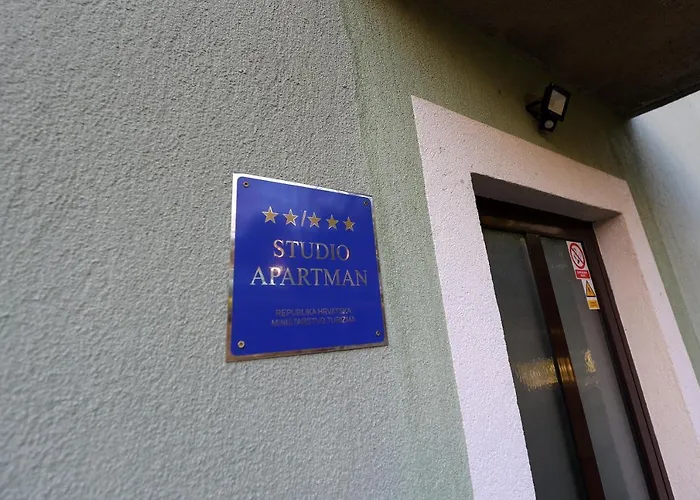 ★★/★★★
STUDIO
APARTMAN
REPUBLIKA HRVATSKA
MINISTARSTVO TURIZMA